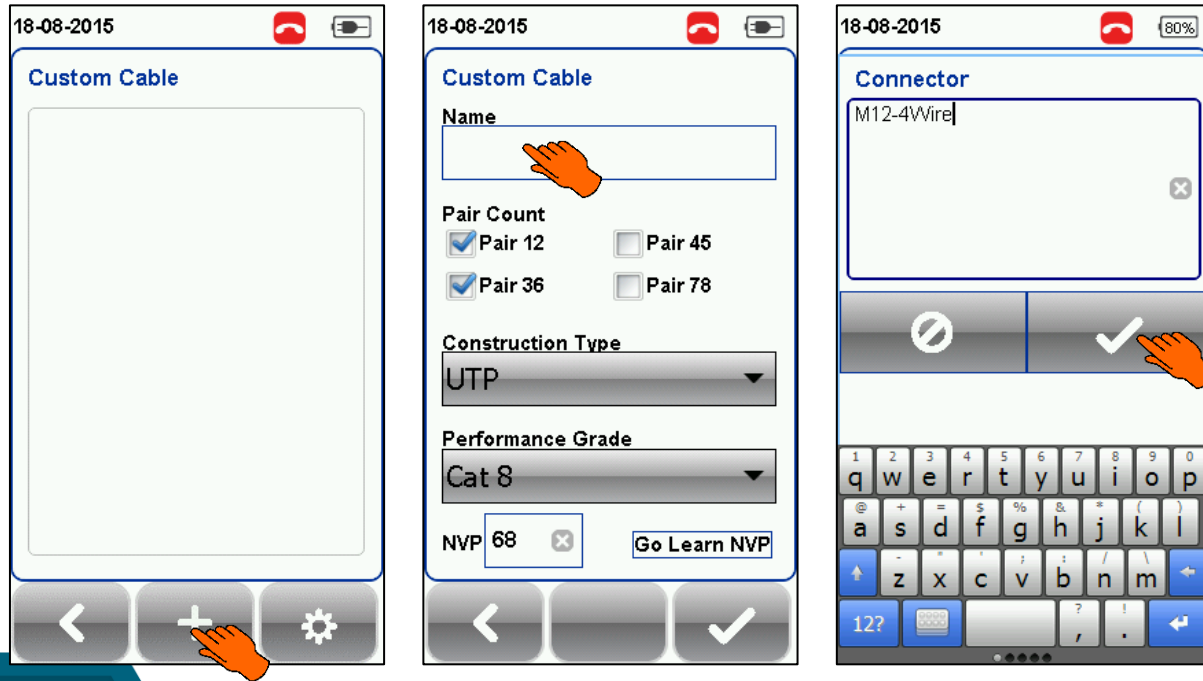 18-08-2015
Custom Cable
18-08-2015
Custom Cable
Name
Pair Count
Pair 12
Pair 45
Pair 36
Pair 78
Construction Type
UTP
Performance Grade
Cat 8
NVP 68
Go Learn NVP
18-08-2015 80%
Connector
M12-4Wire
1 2 3 4 5 6 7 8 9 0
q w e r t y u i o p
@ + = $ % & * ( )
a s d f g h j k l
- " ' ; : / \
z x c v b n m
? !
12? , .